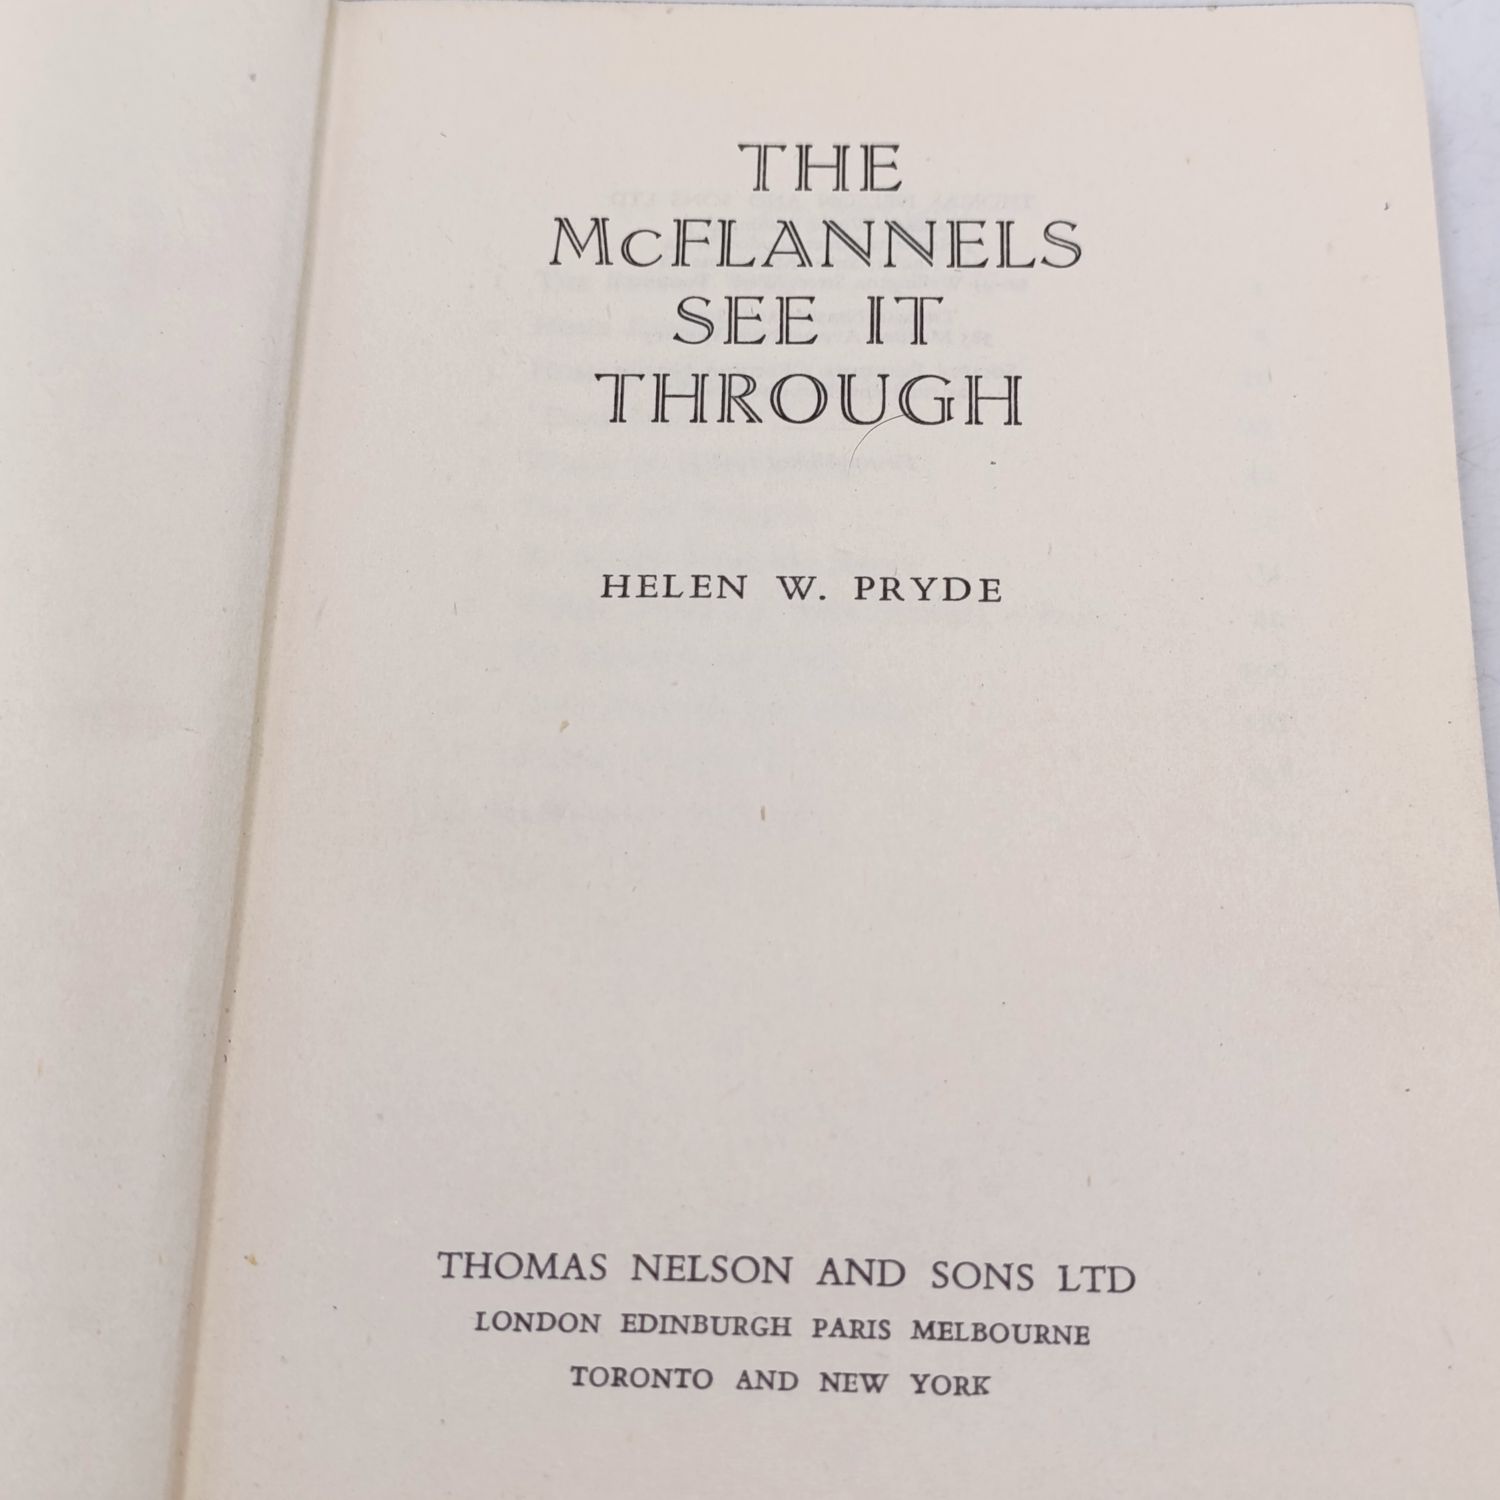 THE
McFLANNELS
SEE IT
THROUGH
HELEN W. PRYDE
THOMAS NELSON AND SONS LTD
LONDON EDINBURGH PARIS MELBOURNE
TORONTO AND NEW YORK